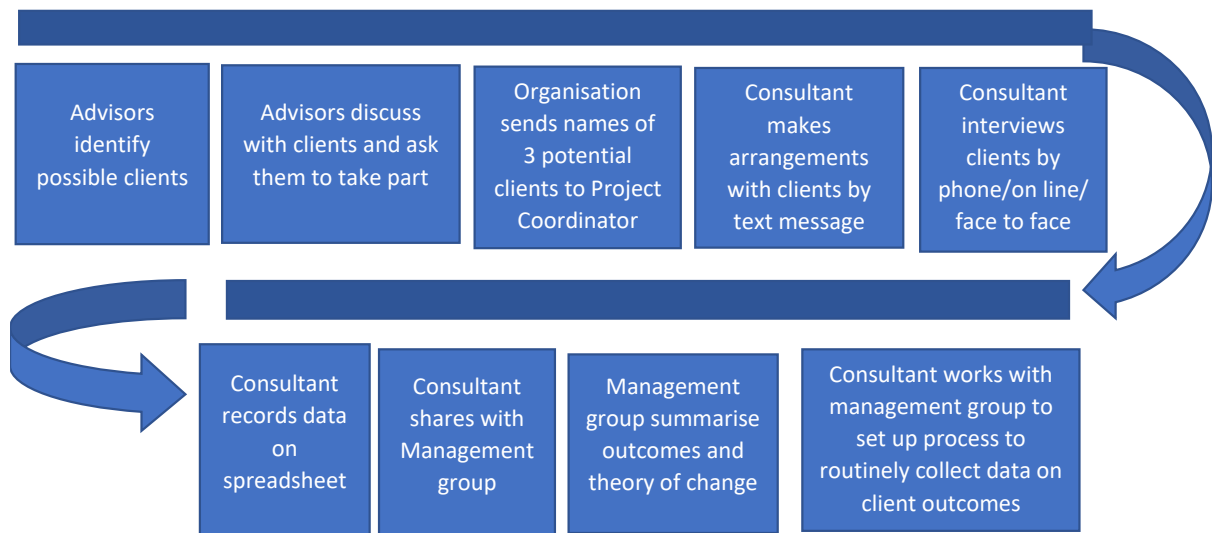 Advisors
identify
possible clients
Advisors discuss
with clients and ask
them to take part
Organisation
sends names of
3 potential
clients to Project
Coordinator
Consultant
makes
arrangements
with clients by
text message
Consultant
interviews
clients by
phone/on line/
face to face
Consultant
records data
on
spreadsheet
Consultant
shares with
Management
group
Management
group summarise
outcomes and
theory of change
Consultant works with
management group to
set up process to
routinely collect data on
client outcomes